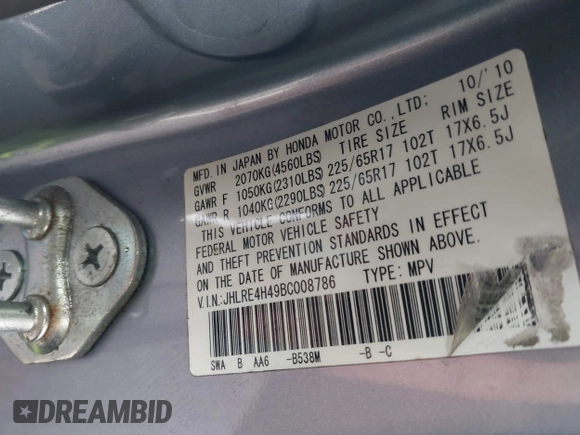 MFD. IN JAPAN BY HONDA MOTOR CO., LTD: 10/'10
GVWR 2070KG(4560LBS) TIRE SIZE RIM SIZE
GAWR F 1050KG(2310LBS) 225/65R17 102T 17X6.5J
GAWR R 1040KG(2290LBS) 225/65R17 102T 17X6.5J
THIS VEHICLE CONFORMS TO ALL APPLICABLE
FEDERAL MOTOR VEHICLE SAFETY
AND THEFT PREVENTION STANDARDS IN EFFECT
ON THE DATE OF MANUFACTURE SHOWN ABOVE.
V.I.N:JHLRE4H49BC008786 TYPE: MPV
SWA B AA6 -B538M -B -C
DREAMBID